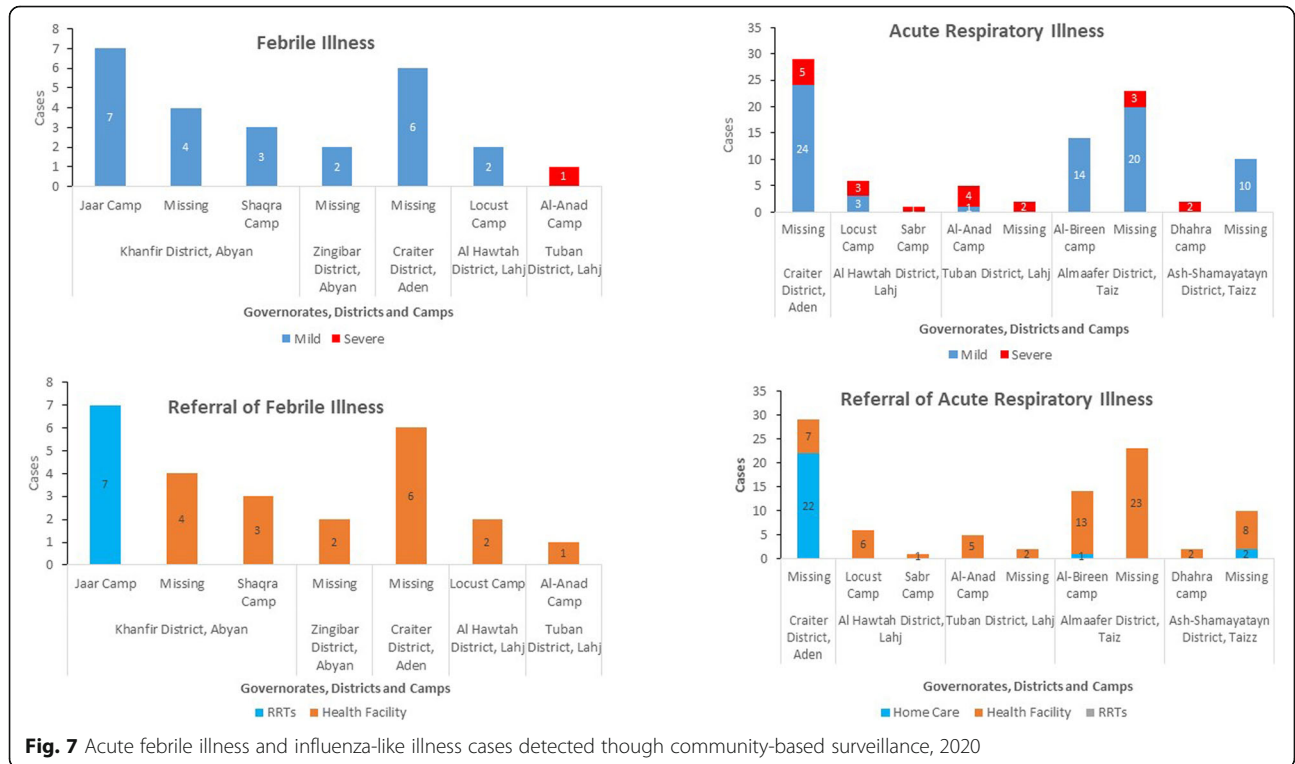 Febrile Illness
Cases
8
7
6
5
4
3
2
1
0
7
4
3
2
6
2
1
Jaar Camp Missing Shaqra Camp Missing Missing Locust Camp Al-Anad Camp
Khanfir District, Abyan Zingibar District, Abyan Craiter District, Aden Al Hawtah District, Lahj Tuban District, Lahj
Governorates, Districts and Camps
Mild Severe
Acute Respiratory Illness
Cases
35
30
25
20
15
10
5
0
5
24
3
3
1
4
1
2
14
3
20
2
10
Missing Locust Camp Sabr Camp Al-Anad Camp Missing Al-Bireen camp Missing Dhahra camp Missing
Craiter District, Aden Al Hawtah District, Lahj Tuban District, Lahj Almaafer District, Taiz Ash-Shamayatayn District, Taizz
Governorates, Districts and Camps
Mild Severe
Referral of Febrile Illness
Cases
8
7
6
5
4
3
2
1
0
7
4
3
2
6
2
1
Jaar Camp Missing Shaqra Camp Missing Missing Locust Camp Al-Anad Camp
Khanfir District, Abyan Zingibar District, Abyan Craiter District, Aden Al Hawtah District, Lahj Tuban District, Lahj
Governorates, Districts and Camps
RRTs Health Facility
Referral of Acute Respiratory Illness
Cases
35
30
25
20
15
10
5
0
7
22
6
1
5
2
13
1
23
2
8
2
Missing Locust Camp Sabr Camp Al-Anad Camp Missing Al-Bireen camp Missing Dhahra camp Missing
Craiter District, Aden Al Hawtah District, Lahj Tuban District, Lahj Almaafer District, Taiz Ash-Shamayatayn District, Taizz
Governorates, Districts and Camps
Home Care Health Facility RRTs
Fig. 7 Acute febrile illness and influenza-like illness cases detected though community-based surveillance, 2020